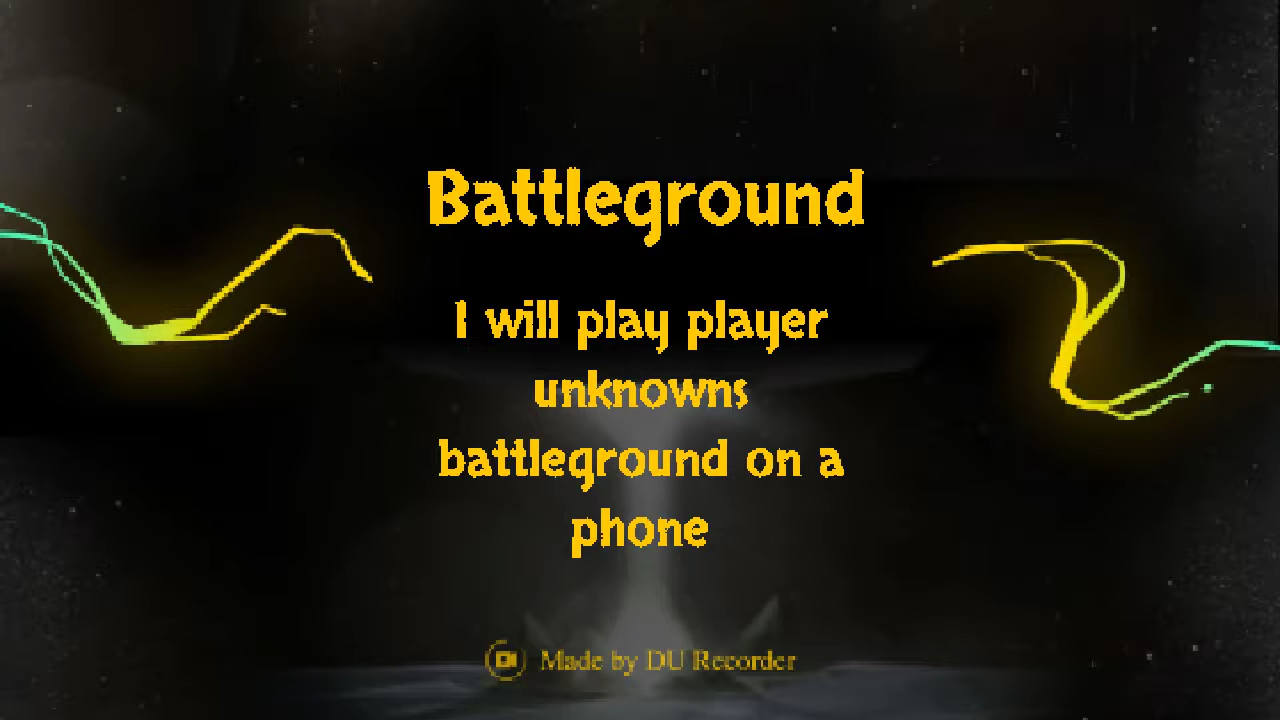 Battleground
I will play player
unknowns
battleground on a
phone
Made by DU Recorder